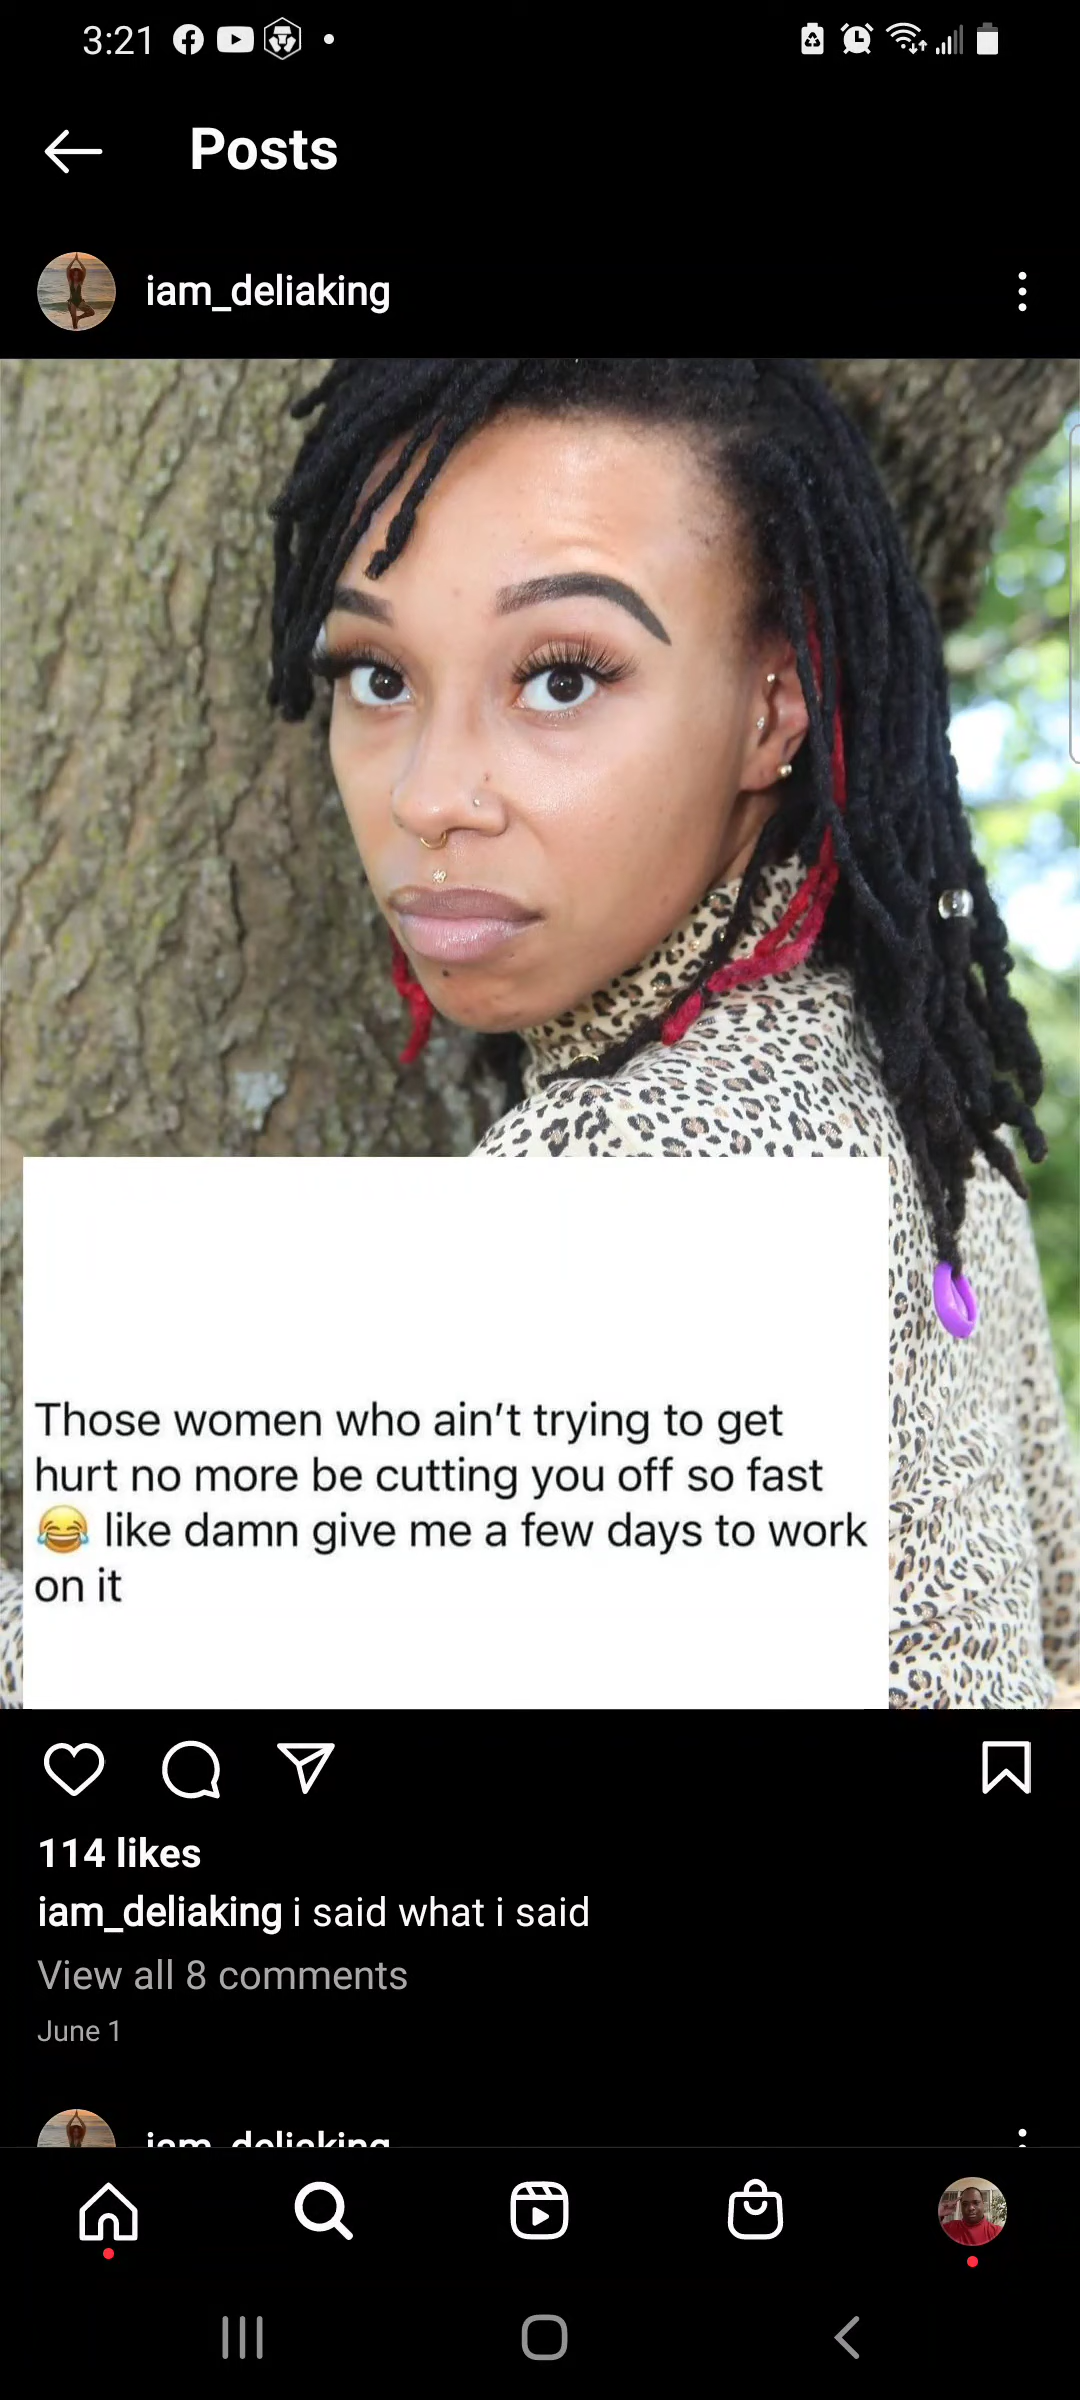 3:21
Posts
iam_deliaking
Those women who ain't trying to get
hurt no more be cutting you off so fast
😂 like damn give me a few days to work
on it
114 likes
iam_deliaking i said what i said
View all 8 comments
June 1
iam_deliaking